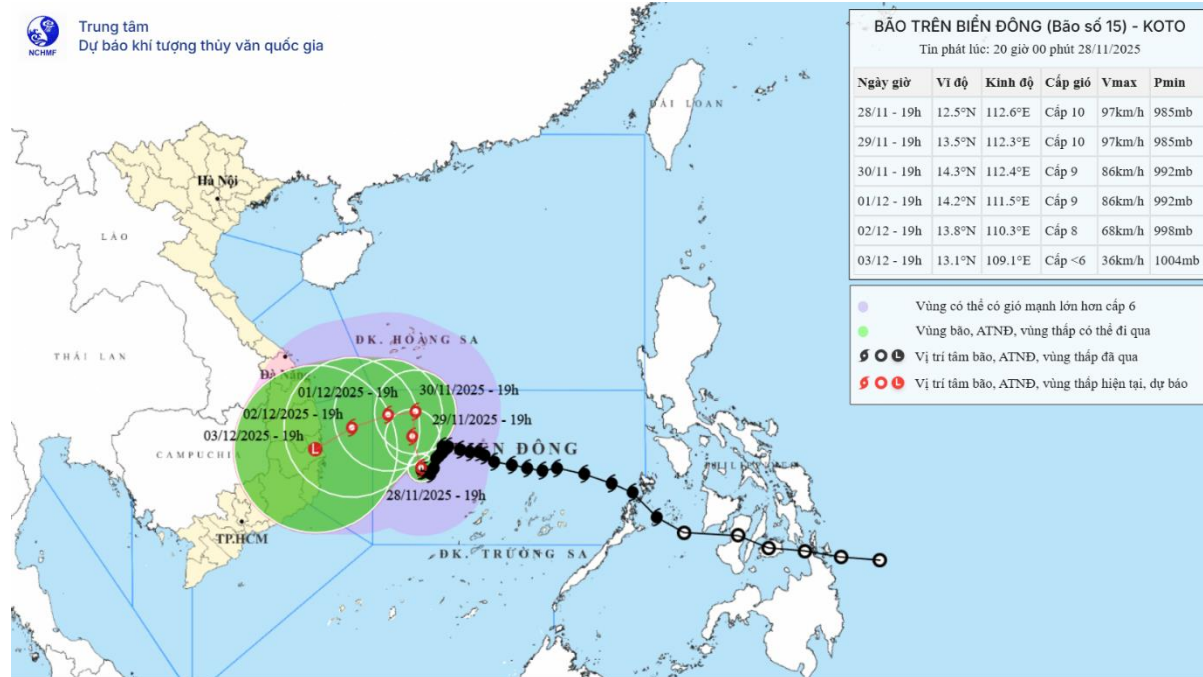 Trung tâm
Dự báo khí tượng thủy văn quốc gia
NCHMF
BÃO TRÊN BIỂN ĐÔNG (Bão số 15) - KOTO
Tin phát lúc: 20 giờ 00 phút 28/11/2025
Ngày giờ Vĩ độ Kinh độ Cấp gió Vmax Pmin
28/11 - 19h 12.5°N 112.6°E Cấp 10 97km/h 985mb
29/11 - 19h 13.5°N 112.3°E Cấp 10 97km/h 985mb
30/11 - 19h 14.3°N 112.4°E Cấp 9 86km/h 992mb
01/12 - 19h 14.2°N 111.5°E Cấp 9 86km/h 992mb
02/12 - 19h 13.8°N 110.3°E Cấp 8 68km/h 998mb
03/12 - 19h 13.1°N 109.1°E Cấp <6 36km/h 1004mb
Vùng có thể có gió mạnh lớn hơn cấp 6
Vùng bão, ATNĐ, vùng thấp có thể đi qua
L Vị trí tâm bão, ATNĐ, vùng thấp đã qua
L Vị trí tâm bão, ATNĐ, vùng thấp hiện tại, dự báo
ĐÀI LOAN
Hà Nội
LÀO
THÁI LAN
ĐK. HOÀNG SA
Đà Nẵng
01/12/2025 - 19h
30/11/2025 - 19h
02/12/2025 - 19h
29/11/2025 - 19h
03/12/2025 - 19h
L
CAMPUCHIA
28/11/2025 - 19h
TP.HCM
ĐK. TRƯỜNG SA